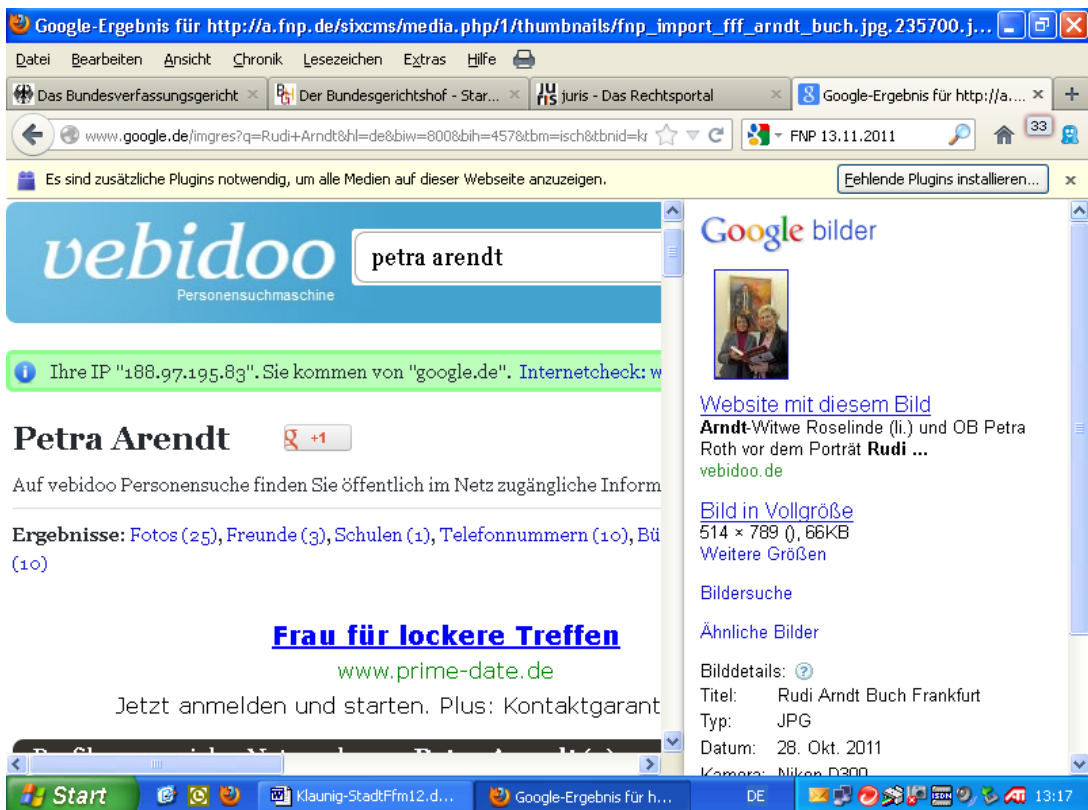 Google-Ergebnis für http://a.fnp.de/sixcms/media.php/1/thumbnails/fnp_import_fff_arndt_buch.jpg.235700.j...
Datei Bearbeiten Ansicht Chronik Lesezeichen Extras Hilfe
Das Bundesverfassungsgericht
Der Bundesgerichtshof - Star...
juris - Das Rechtsportal
Google-Ergebnis für http://a....
www.google.de/imgres?q=Rudi+Arndt&hl=de&biw=800&bih=457&tbm=isch&tbnid=kr
FNP 13.11.2011
33
Es sind zusätzliche Plugins notwendig, um alle Medien auf dieser Webseite anzuzeigen.
Fehlende Plugins installieren...
vebidoo
Personensuchmaschine
petra arendt
Ihre IP "188.97.195.83". Sie kommen von "google.de". Internetcheck: w
Petra Arendt
+1
Auf vebidoo Personensuche finden Sie öffentlich im Netz zugängliche Inform
Ergebnisse: Fotos (25), Freunde (3), Schulen (1), Telefonnummern (10), Bü
(10)
Frau für lockere Treffen
www.prime-date.de
Jetzt anmelden und starten. Plus: Kontaktgarant
Google bilder
Website mit diesem Bild
Arndt-Witwe Roselinde (li.) und OB Petra
Roth vor dem Porträt Rudi ...
vebidoo.de
Bild in Vollgröße
514 × 789 (), 66KB
Weitere Größen
Bildersuche
Ähnliche Bilder
Bilddetails:
Titel: Rudi Arndt Buch Frankfurt
Typ: JPG
Datum: 28. Okt. 2011
Kamera: Nikon D300
Start
Klaunig-StadtFfm12.d...
Google-Ergebnis für h...
DE
13:17